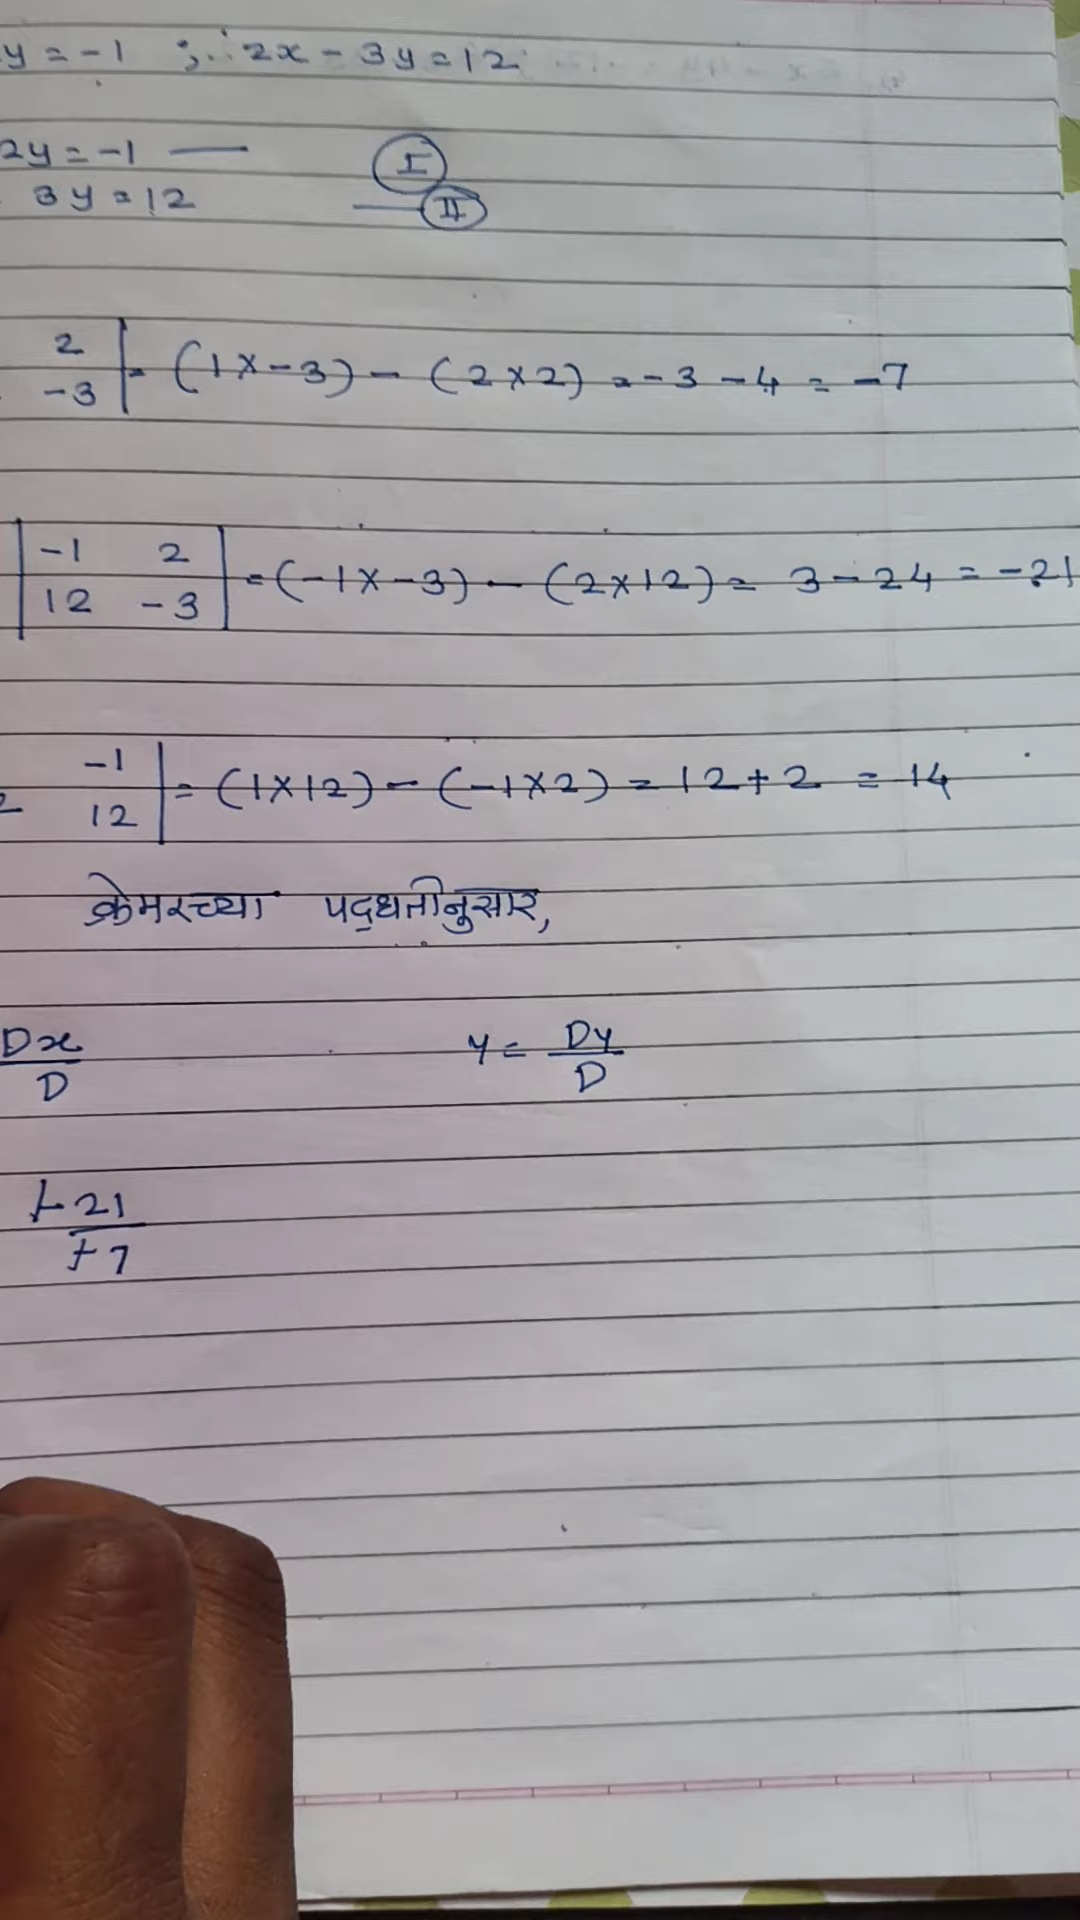 y = -1 ; ∴ 2x - 3y = 12
2y = -1 — I
3y = 12 — II
2
-3 | = (1 x -3) - (2 x 2) = -3 - 4 = -7
| -1 2 |
| 12 -3 | = (-1 x -3) - (2 x 12) = 3 - 24 = -21
-1
2 12 | = (1 x 12) - (-1 x 2) = 12 + 2 = 14
क्रेमरच्या पद्धतीनुसार,
Dx / D y = Dy / D
-21 / -7